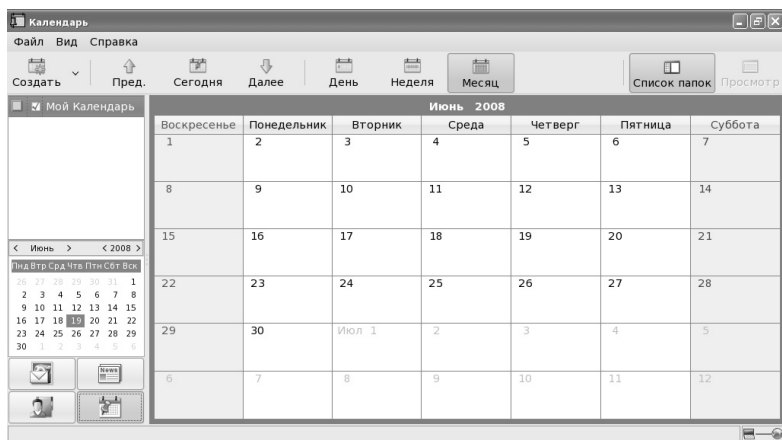 Календарь
Файл Вид Справка
Создать Пред. Сегодня Далее День Неделя Месяц Список папок Просмотр
Мой Календарь
Июнь 2008
Воскресенье Понедельник Вторник Среда Четверг Пятница Суббота
1 2 3 4 5 6 7
8 9 10 11 12 13 14
15 16 17 18 19 20 21
22 23 24 25 26 27 28
29 30 Июл 1 2 3 4 5
6 7 8 9 10 11 12
< Июнь > < 2008 >
Пнд Втр Срд Чтв Птн Сбт Вск
26 27 28 29 30 31 1
2 3 4 5 6 7 8
9 10 11 12 13 14 15
16 17 18 19 20 21 22
23 24 25 26 27 28 29
30 1 2 3 4 5 6
News